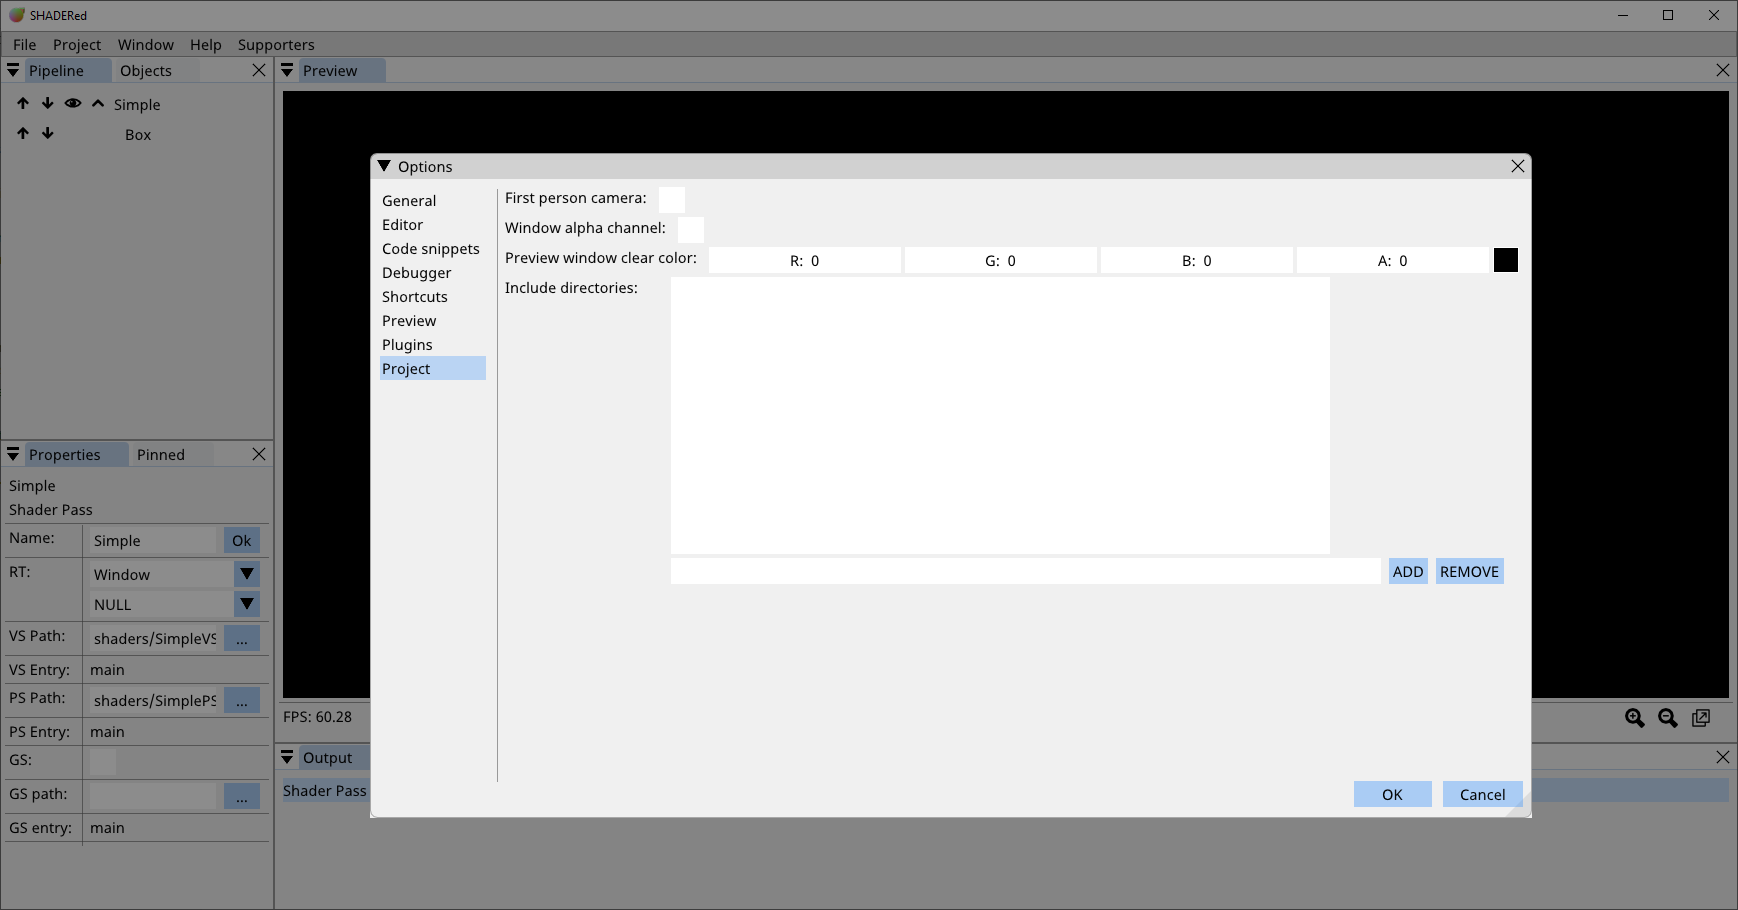 SHADERed
File Project Window Help Supporters
Pipeline Objects
Simple
Box
Preview
Options
General
Editor
Code snippets
Debugger
Shortcuts
Preview
Plugins
Project
First person camera:
Window alpha channel:
Preview window clear color: R: 0 G: 0 B: 0 A: 0
Include directories:
ADD REMOVE
OK Cancel
Properties Pinned
Simple
Shader Pass
Name: Simple Ok
RT: Window
NULL
VS Path: shaders/SimpleVS ...
VS Entry: main
PS Path: shaders/SimplePS ...
PS Entry: main
GS:
GS path: ...
GS entry: main
FPS: 60.28
Output
Shader Pass